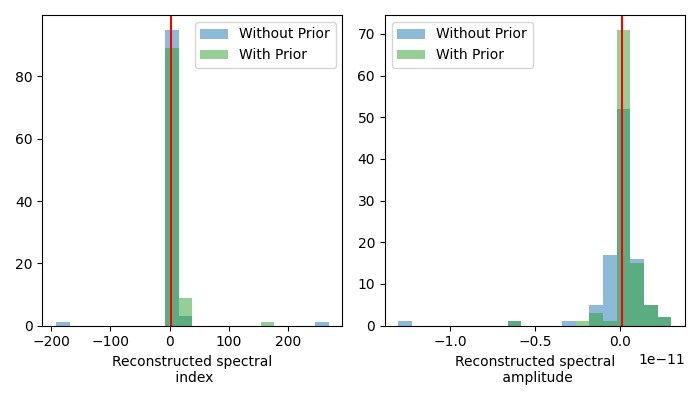 Without Prior
With Prior
80
60
40
20
0
−200
−100
0
100
200
Reconstructed spectral
index
Without Prior
With Prior
70
60
50
40
30
20
10
0
−1.0
−0.5
0.0
1e−11
Reconstructed spectral
amplitude